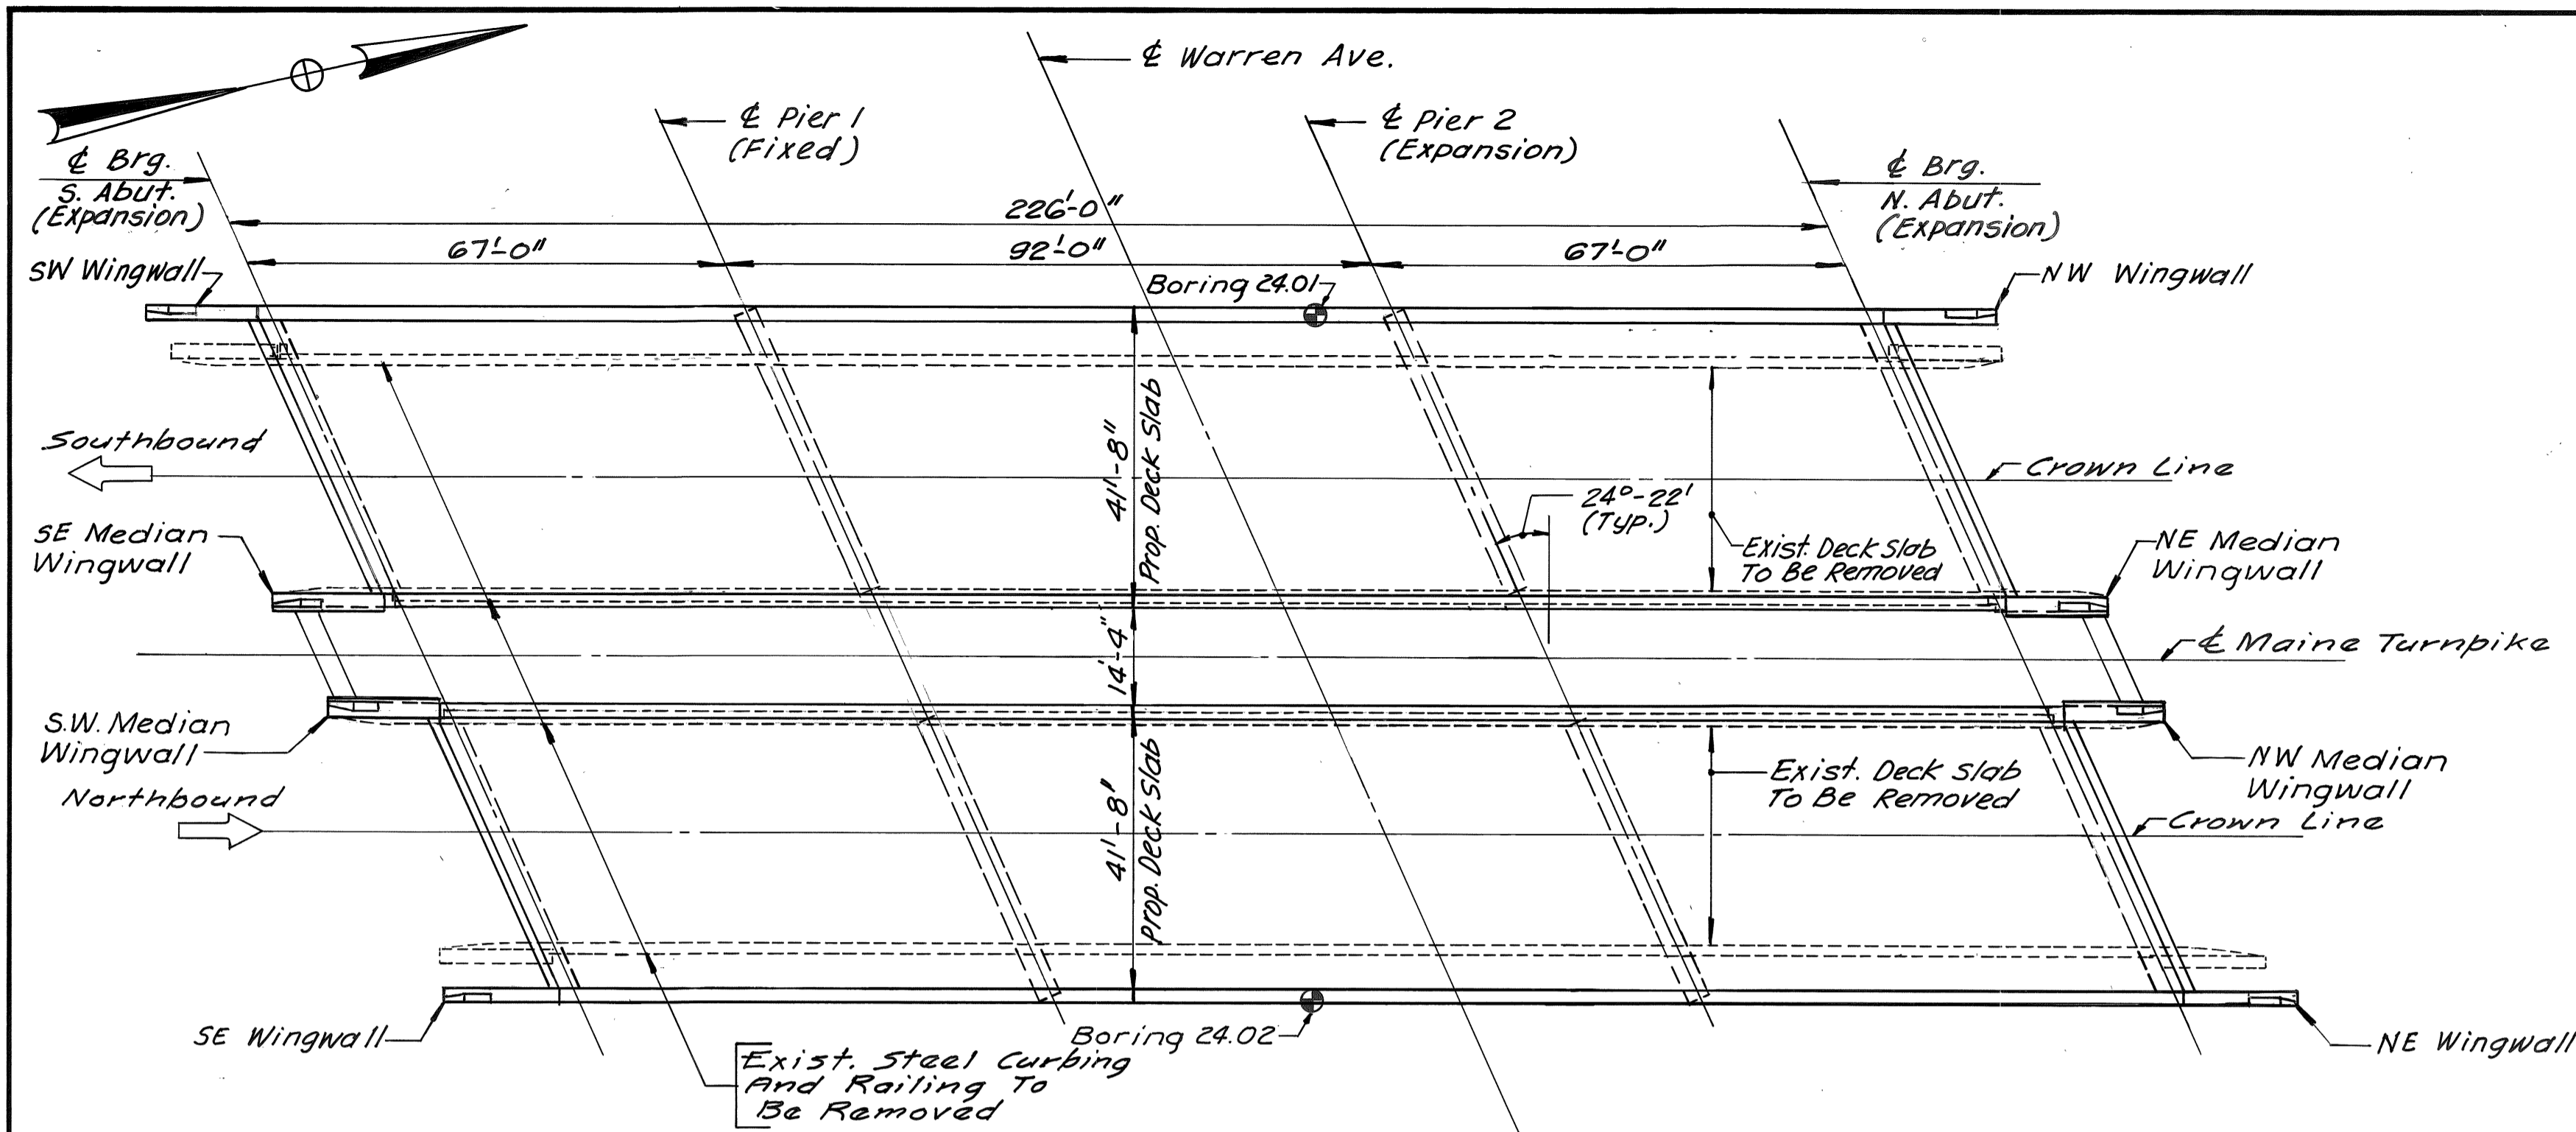 ℄ Warren Ave.
℄ Pier 1
(Fixed)
℄ Pier 2
(Expansion)
℄ Brg.
S. Abut.
(Expansion)
℄ Brg.
N. Abut.
(Expansion)
226'-0"
67'-0"
92'-0"
67'-0"
SW Wingwall
Boring 24.01
NW Wingwall
Southbound
41'-8"
Prop. Deck Slab
Crown Line
24°-22'
(Typ.)
SE Median
Wingwall
Exist. Deck Slab
To Be Removed
NE Median
Wingwall
14'-4"
℄ Maine Turnpike
S.W. Median
Wingwall
Northbound
41'-8'
Prop. Deck Slab
Exist. Deck Slab
To Be Removed
NW Median
Wingwall
Crown Line
SE Wingwall
Boring 24.02
NE Wingwall
Exist. Steel Curbing
And Railing To
Be Removed